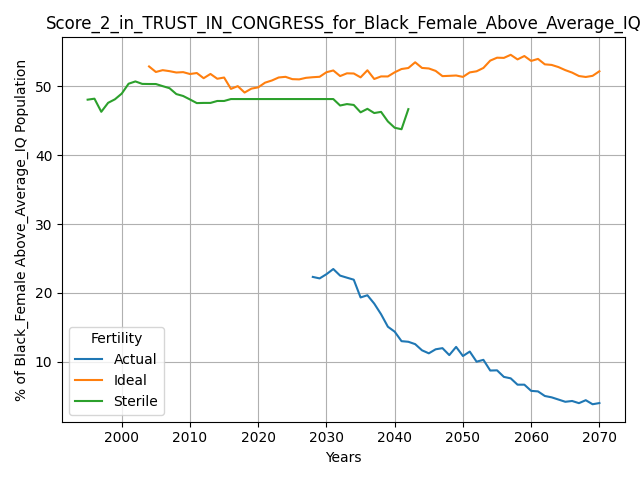 Score_2_in_TRUST_IN_CONGRESS_for_Black_Female_Above_Average_IQ
% of Black_Female Above_Average_IQ Population
50
40
30
20
10
Fertility
Actual
Ideal
Sterile
2000 2010 2020 2030 2040 2050 2060 2070
Years